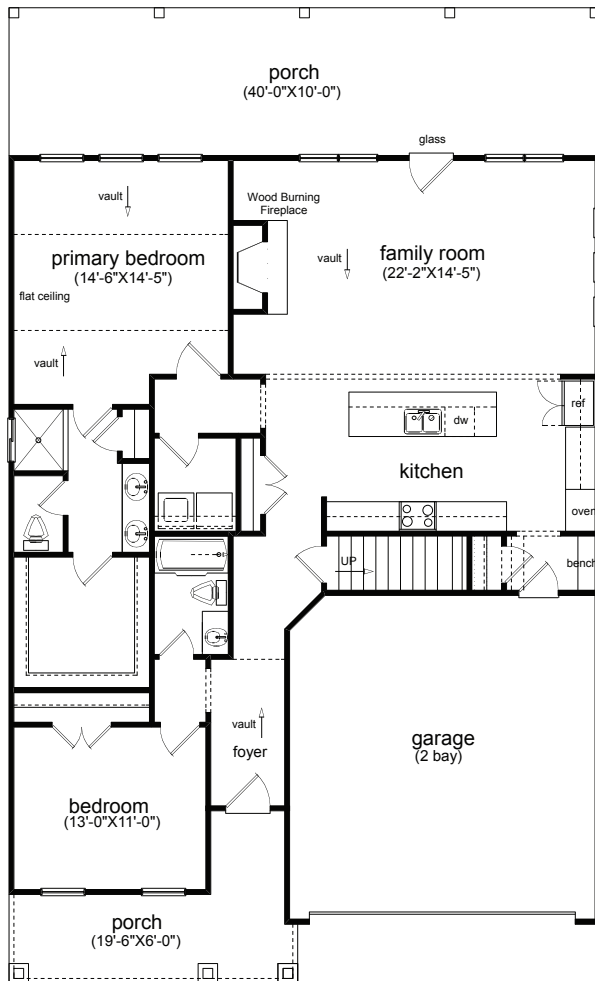 porch
(40'-0"X10'-0")
glass
vault
Wood Burning
Fireplace
primary bedroom
(14'-6"X14'-5")
family room
(22'-2"X14'-5")
vault
flat ceiling
vault
ref
dw
kitchen
oven
UP
bench
vault
foyer
garage
(2 bay)
bedroom
(13'-0"X11'-0")
porch
(19'-6"X6'-0")